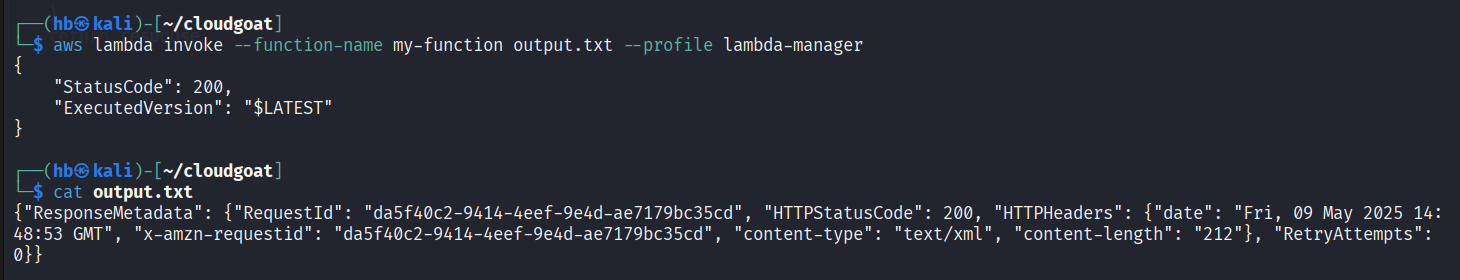 ┌──(hb㉿kali)-[~/cloudgoat]
└─$ aws lambda invoke --function-name my-function output.txt --profile lambda-manager
{
    "StatusCode": 200,
    "ExecutedVersion": "$LATEST"
}
┌──(hb㉿kali)-[~/cloudgoat]
└─$ cat output.txt
{"ResponseMetadata": {"RequestId": "da5f40c2-9414-4eef-9e4d-ae7179bc35cd", "HTTPStatusCode": 200, "HTTPHeaders": {"date": "Fri, 09 May 2025 14:
48:53 GMT", "x-amzn-requestid": "da5f40c2-9414-4eef-9e4d-ae7179bc35cd", "content-type": "text/xml", "content-length": "212"}, "RetryAttempts":
0}}